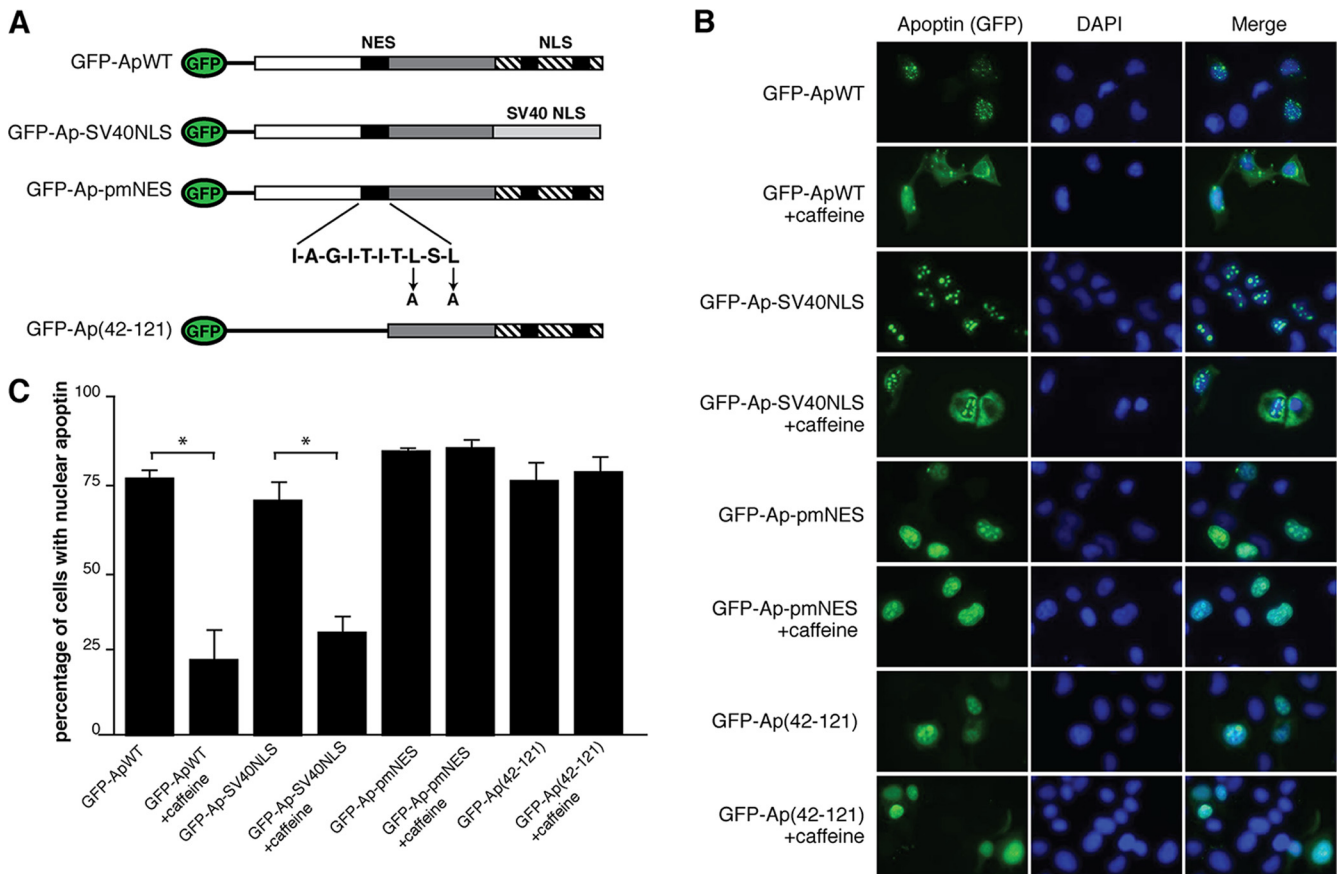 A
NES
NLS
GFP-ApWT
GFP
SV40 NLS
GFP-Ap-SV40NLS
GFP
GFP-Ap-pmNES
GFP
I-A-G-I-T-I-T-L-S-L
A
A
GFP-Ap(42-121)
GFP
B
Apoptin (GFP)
DAPI
Merge
GFP-ApWT
GFP-ApWT
+caffeine
GFP-Ap-SV40NLS
GFP-Ap-SV40NLS
+caffeine
GFP-Ap-pmNES
GFP-Ap-pmNES
+caffeine
GFP-Ap(42-121)
GFP-Ap(42-121)
+caffeine
C
percentage of cells with nuclear apoptin
100
75
50
25
0
*
*
GFP-ApWT
GFP-ApWT
+caffeine
GFP-Ap-SV40NLS
GFP-Ap-SV40NLS
+caffeine
GFP-Ap-pmNES
GFP-Ap-pmNES
+caffeine
GFP-Ap(42-121)
GFP-Ap(42-121)
+caffeine